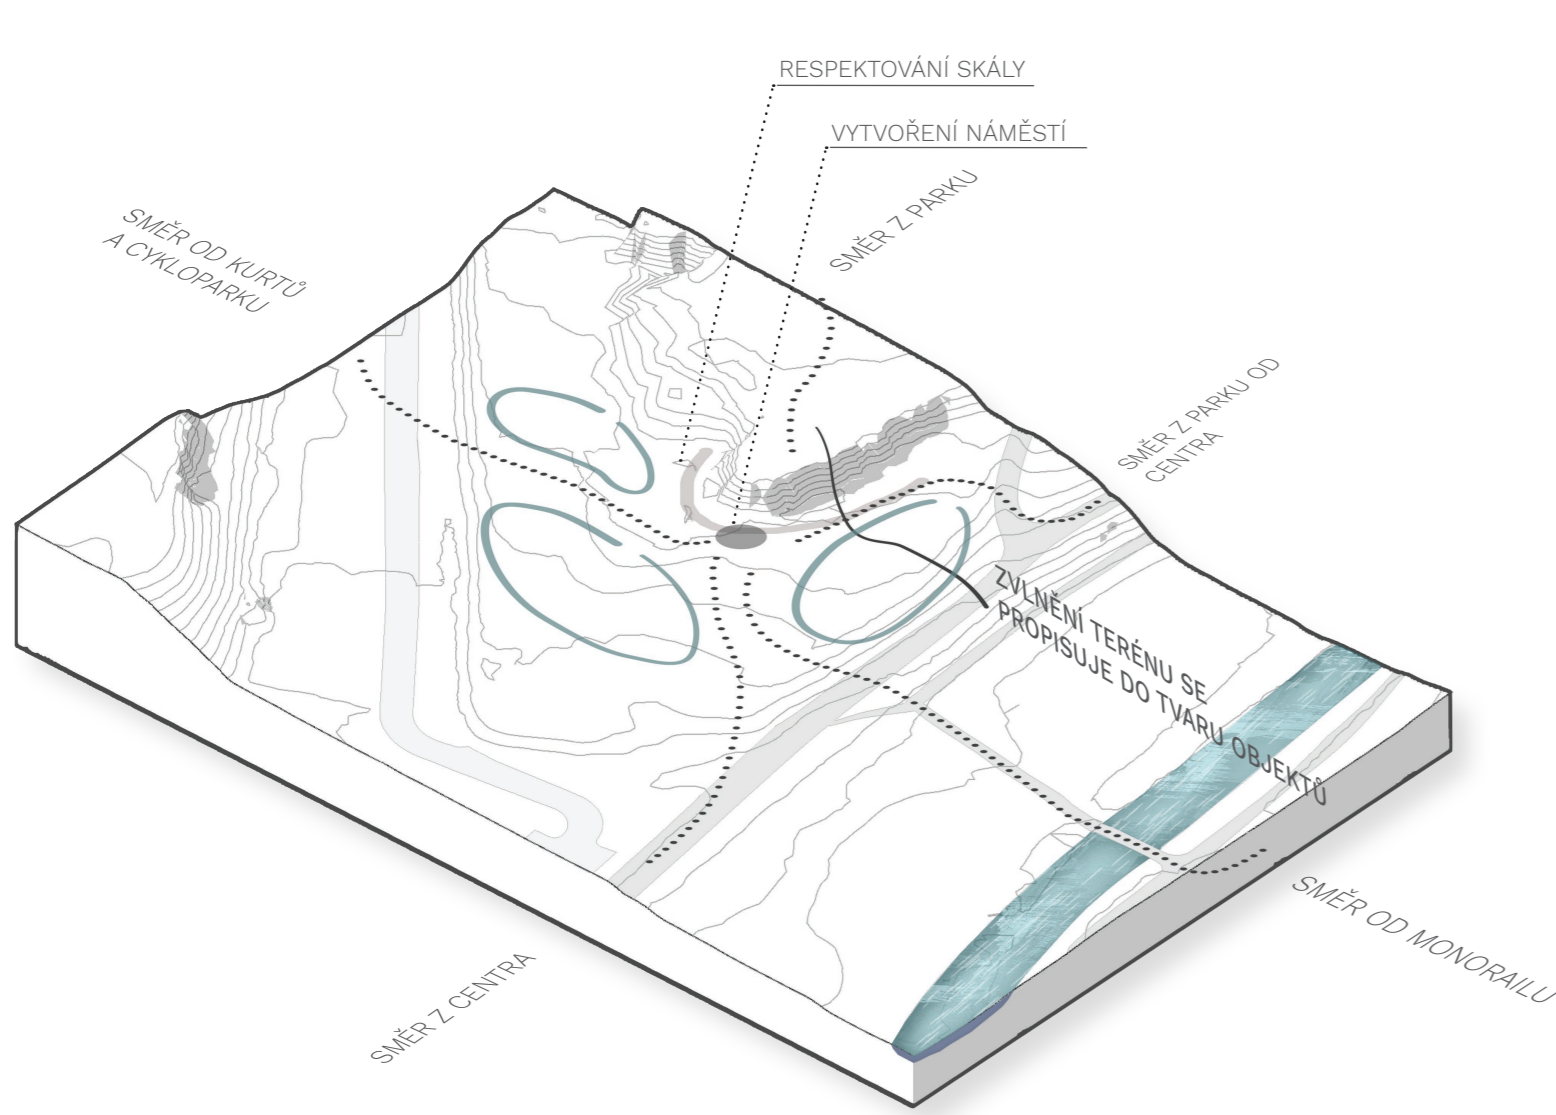 RESPEKTOVÁNÍ SKÁLY
VYTVOŘENÍ NÁMĚSTÍ
SMĚR Z PARKU
SMĚR OD KURTŮ
A CYKLOPARKU
SMĚR Z PARKU OD
CENTRA
ZVLNĚNÍ TERÉNU SE
PROPISUJE DO TVARU OBJEKTŮ
SMĚR OD MONORAILU
SMĚR Z CENTRA